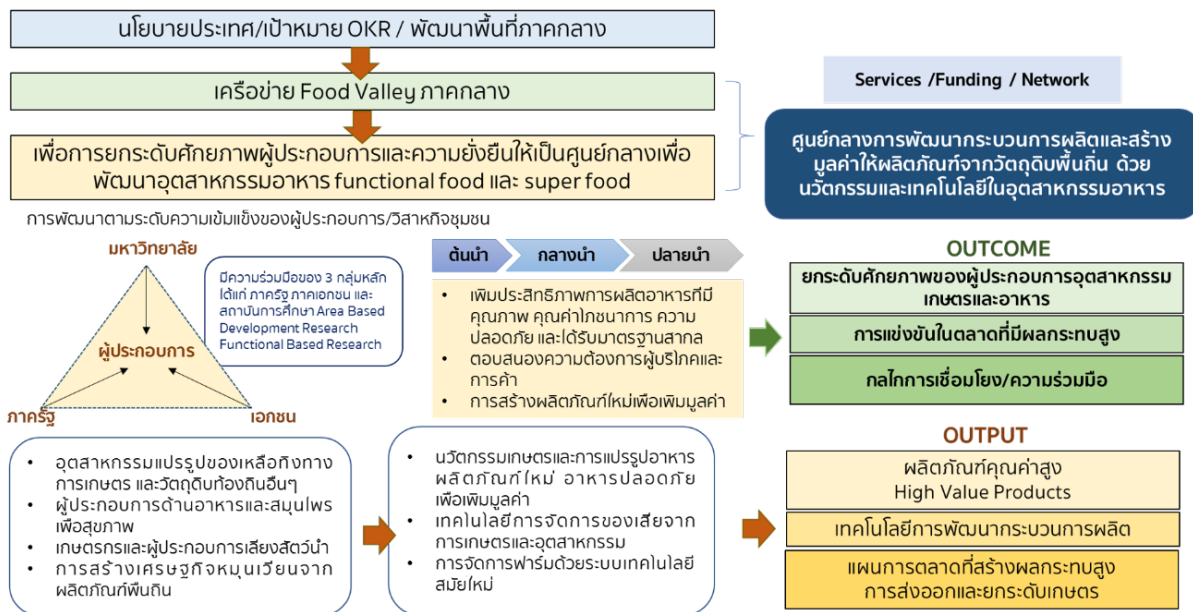 นโยบายประเทศ/เป้าหมาย OKR / พัฒนาพื้นที่ภาคกลาง
เครือข่าย Food Valley ภาคกลาง
เพื่อการยกระดับศักยภาพผู้ประกอบการและความยั่งยืนให้เป็นศูนย์กลางเพื่อ
พัฒนาอุตสาหกรรมอาหาร functional food และ super food
Services /Funding / Network
ศูนย์กลางการพัฒนากระบวนการผลิตและสร้าง
มูลค่าให้ผลิตภัณฑ์จากวัตถุดิบพื้นถิ่น ด้วย
นวัตกรรมและเทคโนโลยีในอุตสาหกรรมอาหาร
การพัฒนาตามระดับความเข้มแข็งของผู้ประกอบการ/วิสาหกิจชุมชน
มหาวิทยาลัย
ผู้ประกอบการ
ภาครัฐ
เอกชน
มีความร่วมมือของ 3 กลุ่มหลัก
ได้แก่ ภาครัฐ ภาคเอกชน และ
สถาบันการศึกษา Area Based
Development Research
Functional Based Research
ต้นน้ำ
กลางน้ำ
ปลายน้ำ
• เพิ่มประสิทธิภาพการผลิตอาหารที่มี
คุณภาพ คุณค่าโภชนาการ ความ
ปลอดภัย และได้รับมาตรฐานสากล
• ตอบสนองความต้องการผู้บริโภคและ
การค้า
• การสร้างผลิตภัณฑ์ใหม่เพื่อเพิ่มมูลค่า
OUTCOME
ยกระดับศักยภาพของผู้ประกอบการอุตสาหกรรม
เกษตรและอาหาร
การแข่งขันในตลาดที่มีผลกระทบสูง
กลไกการเชื่อมโยง/ความร่วมมือ
• อุตสาหกรรมแปรรูปของเหลือทิ้งทาง
การเกษตร และวัตถุดิบท้องถิ่นอื่นๆ
• ผู้ประกอบการด้านอาหารและสมุนไพร
เพื่อสุขภาพ
• เกษตรกรและผู้ประกอบการเลี้ยงสัตว์น้ำ
• การสร้างเศรษฐกิจหมุนเวียนจาก
ผลิตภัณฑ์พื้นถิ่น
• นวัตกรรมเกษตรและการแปรรูปอาหาร
ผลิตภัณฑ์ใหม่ อาหารปลอดภัย
เพื่อเพิ่มมูลค่า
• เทคโนโลยีการจัดการของเสียจาก
การเกษตรและอุตสาหกรรม
• การจัดการฟาร์มด้วยระบบเทคโนโลยี
สมัยใหม่
OUTPUT
ผลิตภัณฑ์คุณค่าสูง
High Value Products
เทคโนโลยีการพัฒนากระบวนการผลิต
แผนการตลาดที่สร้างผลกระทบสูง
การส่งออกและยกระดับเกษตร